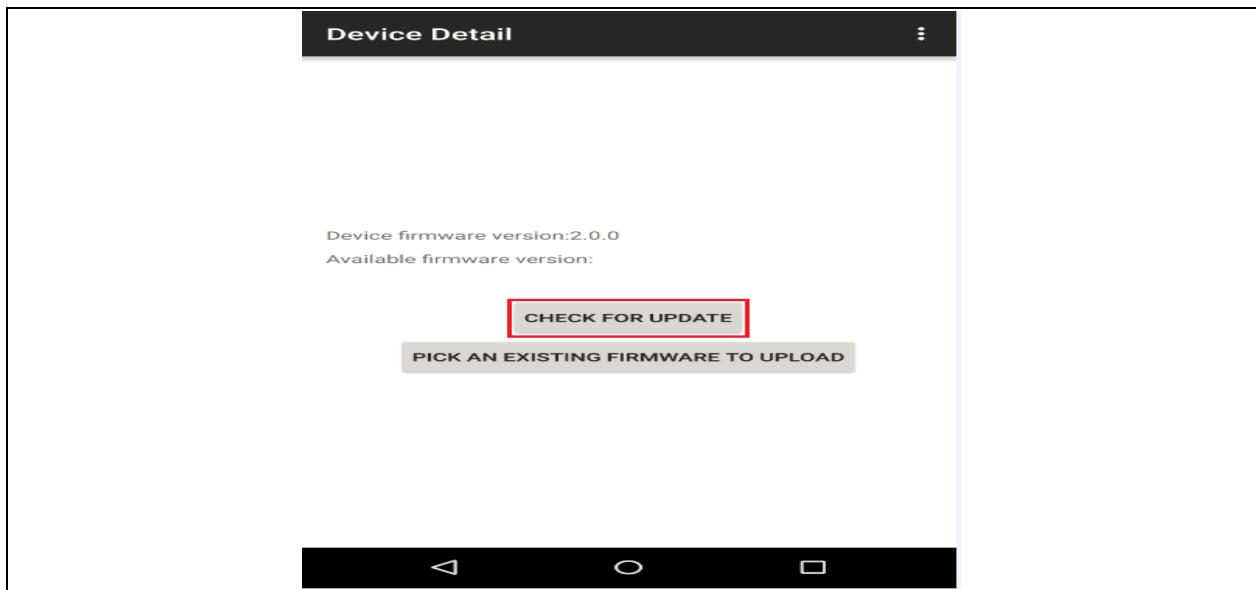 Device Detail
Device firmware version:2.0.0
Available firmware version:
CHECK FOR UPDATE
PICK AN EXISTING FIRMWARE TO UPLOAD